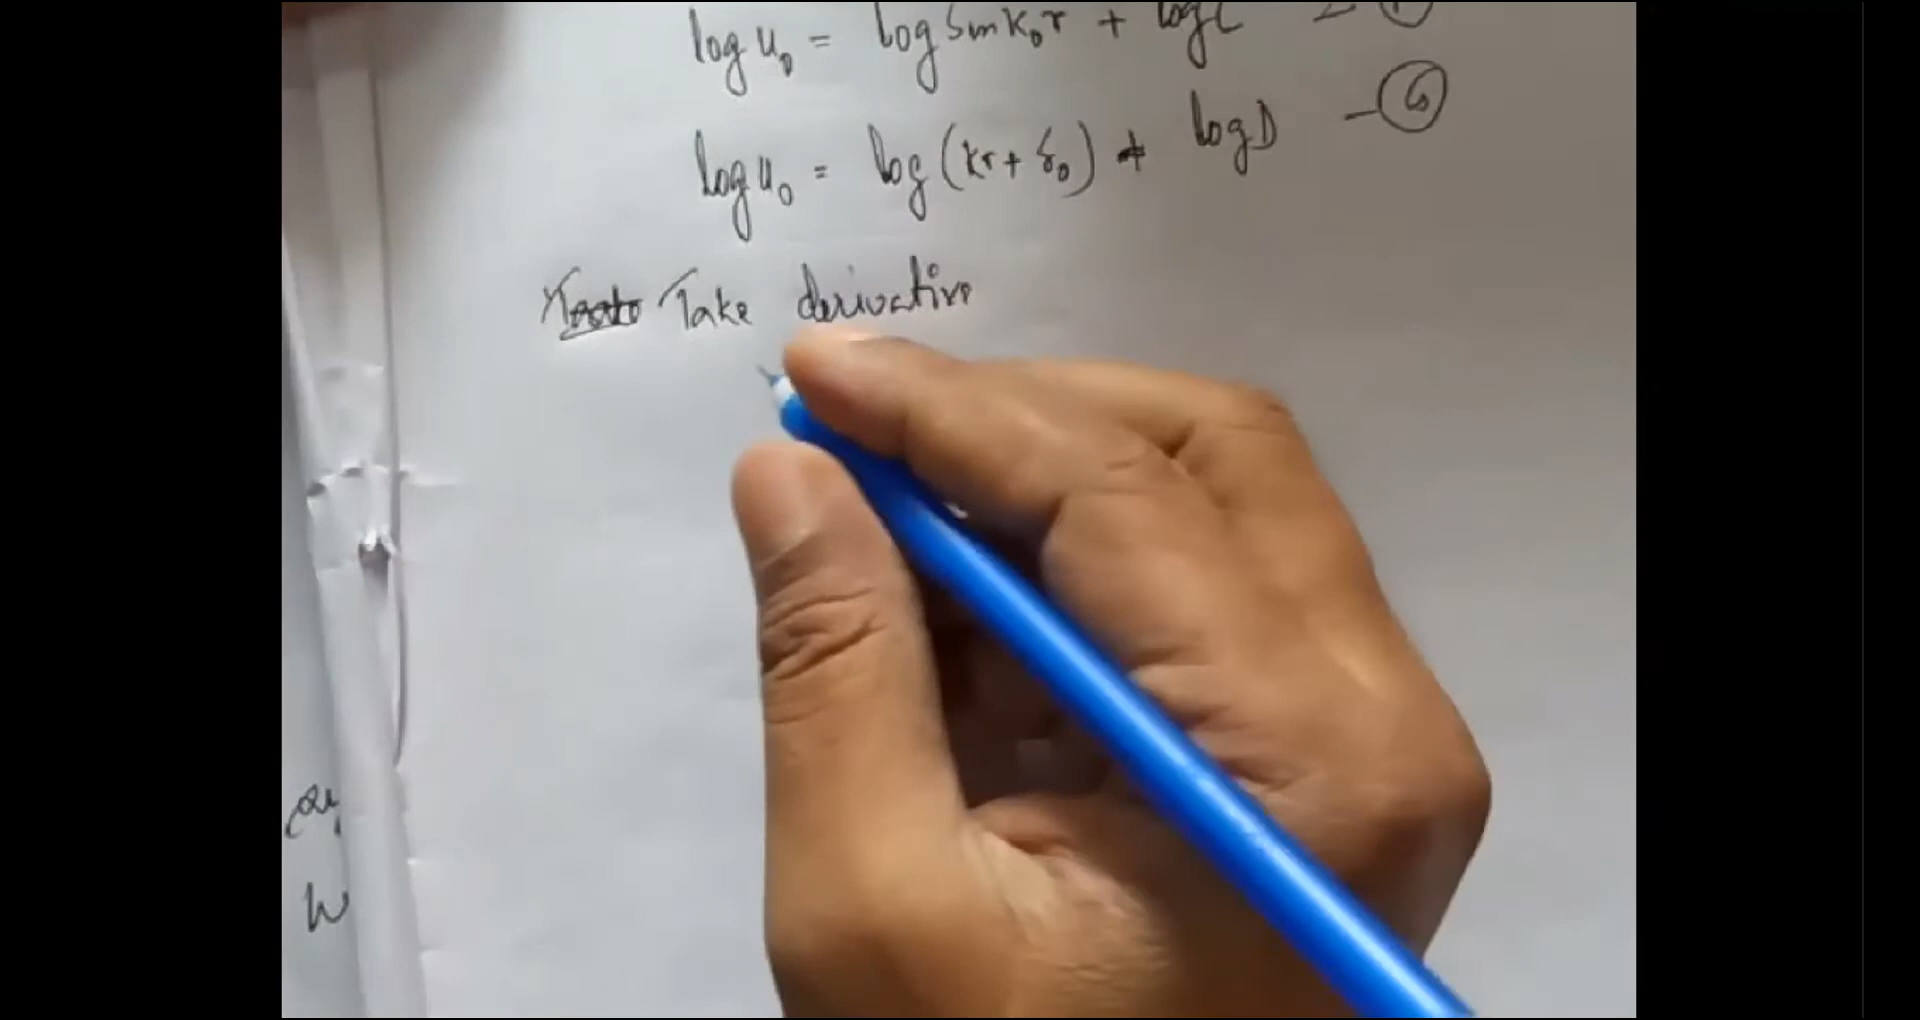 log u₀ = log Sin K₀r + log C –
log u₀ = log (kr + δ₀) + log D – ⑥
Take derivative